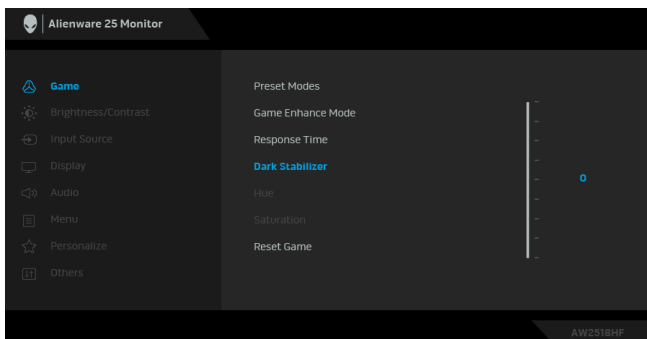 Alienware 25 Monitor
Game
Brightness/Contrast
Input Source
Display
Audio
Menu
Personalize
Others
Preset Modes
Game Enhance Mode
Response Time
Dark Stabilizer
Hue
Saturation
Reset Game
0
AW2518HF